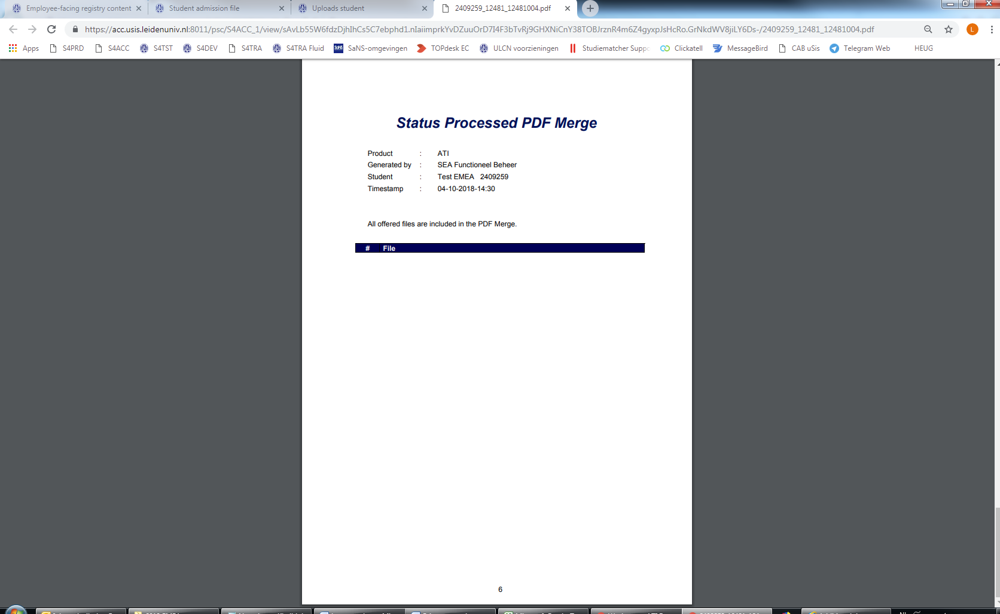 Employee-facing registry content
Student admission file
Uploads student
2409259_12481_12481004.pdf
https://acc.usis.leidenuniv.nl:8011/psc/S4ACC_1/view/sAvLb55W6fdzDjhIhCs5C7ebphd1.nIaiimprkYvDZuuOrD7I4F3bTvRj9GHXNiCnY38TOBJrznR4m6Z4gyxpJsHcRo.GrNkdWV8jiLY6Ds-/2409259_12481_12481004.pdf
L
Apps S4PRD S4ACC S4TST S4DEV S4TRA S4TRA Fluid SaNS SaNS-omgevingen TOPdesk EC ULCN voorzieningen Studiematcher Suppo Clickatell MessageBird CAB uSis Telegram Web HEUG
Status Processed PDF Merge
Product : ATI
Generated by : SEA Functioneel Beheer
Student : Test EMEA 2409259
Timestamp : 04-10-2018-14:30
All offered files are included in the PDF Merge.
# File
6